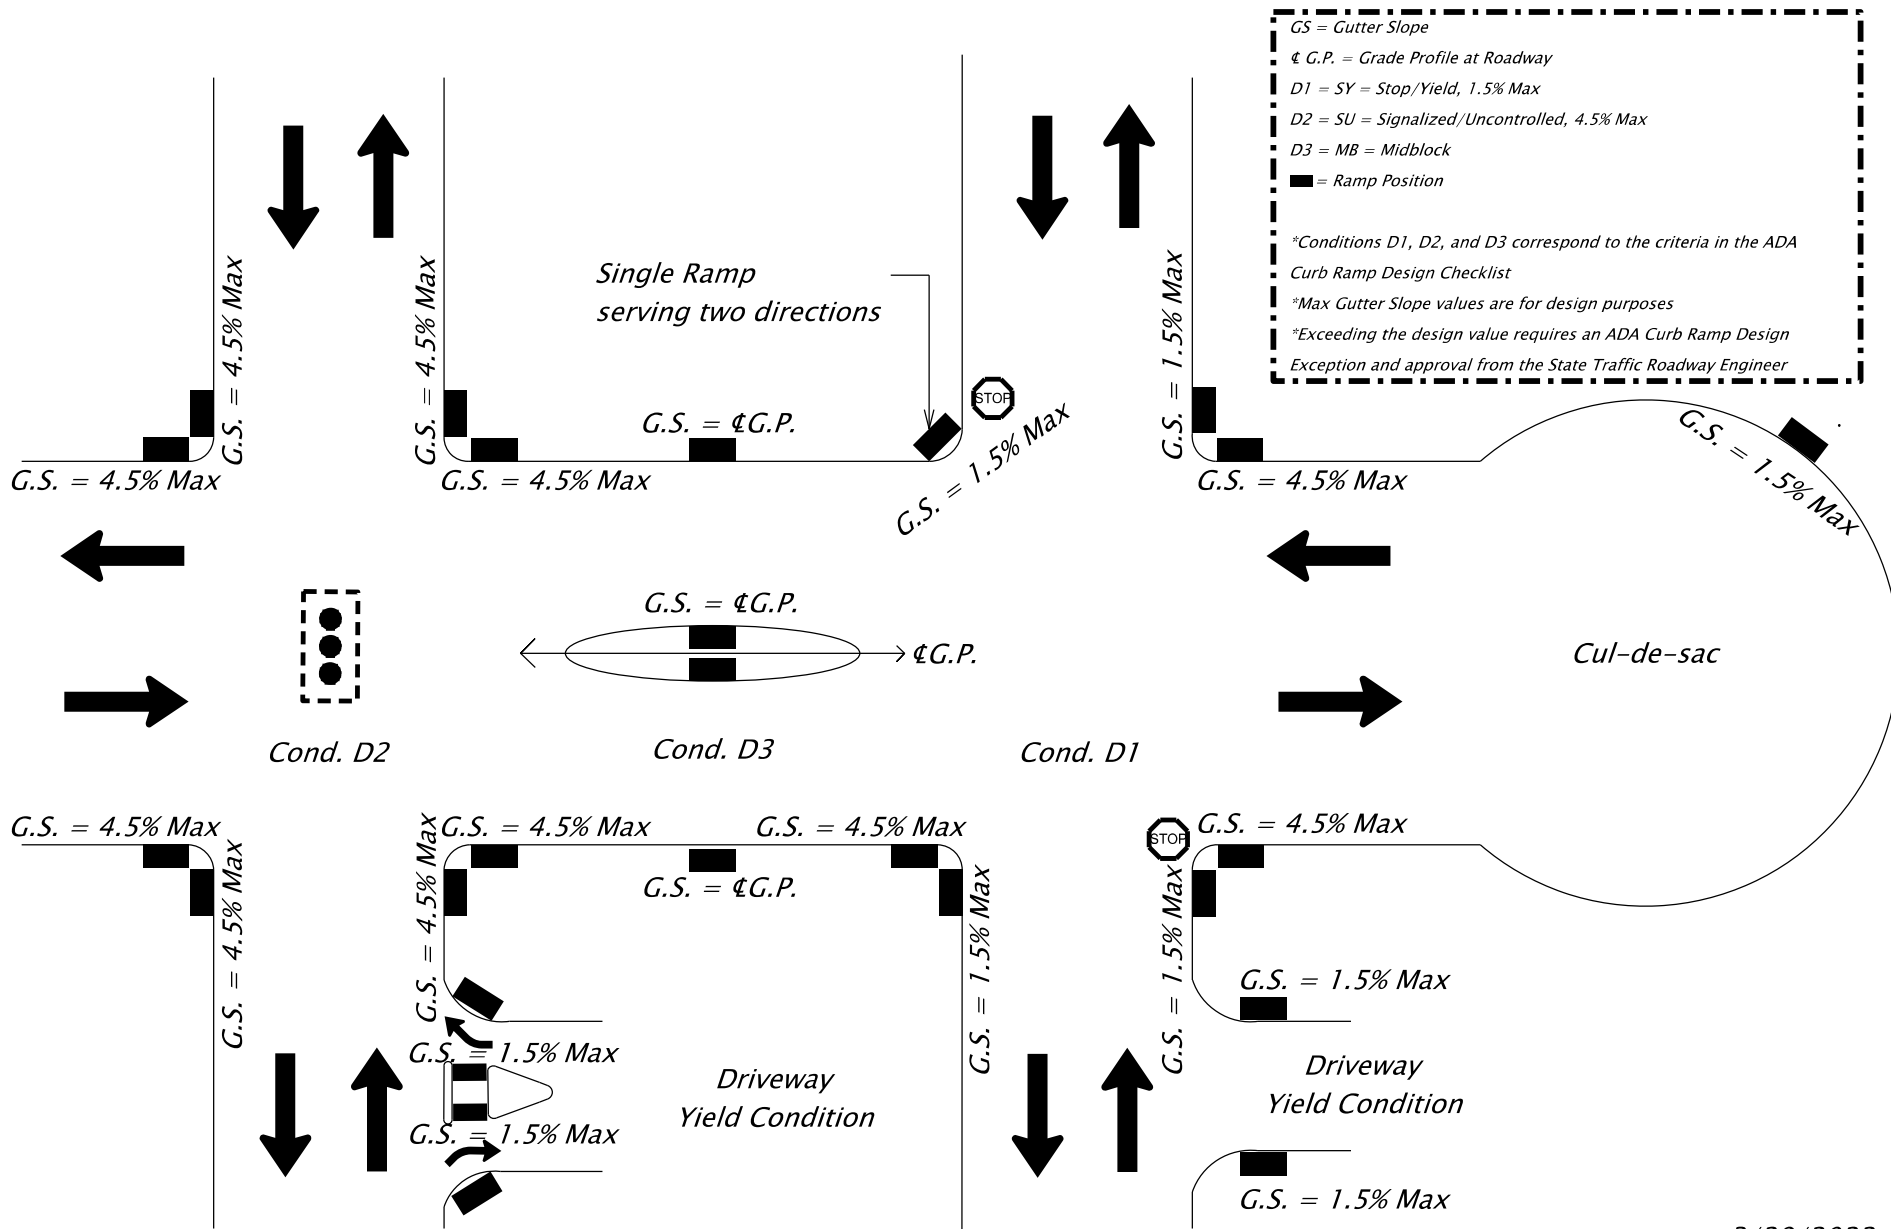 GS = Gutter Slope
℄ G.P. = Grade Profile at Roadway
D1 = SY = Stop/Yield, 1.5% Max
D2 = SU = Signalized/Uncontrolled, 4.5% Max
D3 = MB = Midblock
= Ramp Position
*Conditions D1, D2, and D3 correspond to the criteria in the ADA
Curb Ramp Design Checklist
*Max Gutter Slope values are for design purposes
*Exceeding the design value requires an ADA Curb Ramp Design
Exception and approval from the State Traffic Roadway Engineer
G.S. = 4.5% Max
G.S. = 4.5% Max
Single Ramp
serving two directions
G.S. = 1.5% Max
STOP
G.S. = ℄G.P.
G.S. = 1.5% Max
G.S. = 1.5% Max
G.S. = 4.5% Max
G.S. = 4.5% Max
G.S. = 4.5% Max
G.S. = ℄G.P.
℄G.P.
Cul-de-sac
Cond. D2
Cond. D3
Cond. D1
G.S. = 4.5% Max
G.S. = 4.5% Max
G.S. = 4.5% Max
STOP
G.S. = 4.5% Max
G.S. = 4.5% Max
G.S. = 4.5% Max
G.S. = ℄G.P.
G.S. = 1.5% Max
G.S. = 1.5% Max
G.S. = 1.5% Max
G.S. = 1.5% Max
Driveway
Yield Condition
Driveway
Yield Condition
G.S. = 1.5% Max
G.S. = 1.5% Max